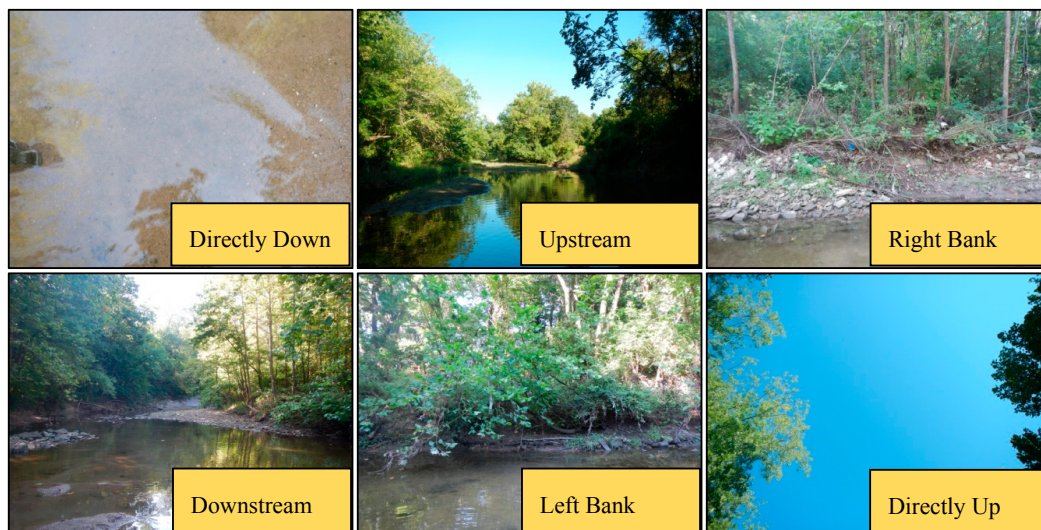 Directly Down
Upstream
Right Bank
Downstream
Left Bank
Directly Up